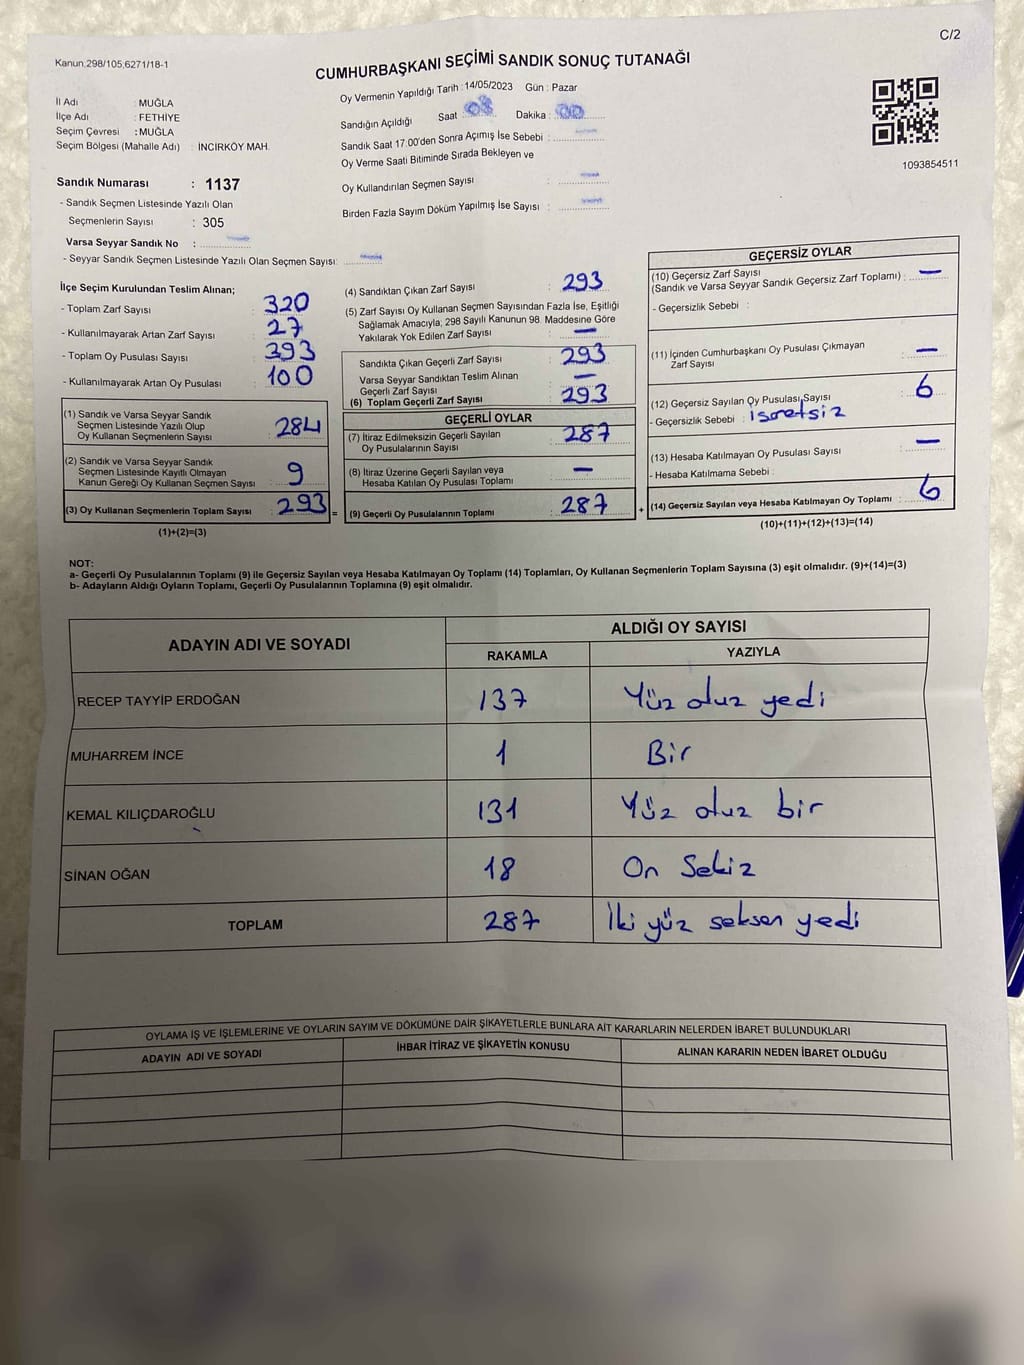 C/2
Kanun.298/105,6271/18-1
CUMHURBAŞKANI SEÇİMİ SANDIK SONUÇ TUTANAĞI
İl Adı : MUĞLA
İlçe Adı : FETHİYE
Seçim Çevresi : MUĞLA
Seçim Bölgesi (Mahalle Adı) : İNCİRKÖY MAH.
Sandık Numarası : 1137
- Sandık Seçmen Listesinde Yazılı Olan
Seçmenlerin Sayısı : 305
Varsa Seyyar Sandık No :
- Seyyar Sandık Seçmen Listesinde Yazılı Olan Seçmen Sayısı:
Oy Vermenin Yapıldığı Tarih : 14/05/2023 Gün : Pazar
Sandığın Açıldığı Saat : 08 Dakika : 00
Sandık Saat 17:00'den Sonra Açımış İse Sebebi :
Oy Verme Saati Bitiminde Sırada Bekleyen ve
Oy Kullandırılan Seçmen Sayısı :
Birden Fazla Sayım Döküm Yapılmış İse Sayısı :
1093854511
İlçe Seçim Kurulundan Teslim Alınan;
- Toplam Zarf Sayısı : 320
- Kullanılmayarak Artan Zarf Sayısı : 27
- Toplam Oy Pusulası Sayısı : 393
- Kullanılmayarak Artan Oy Pusulası : 100
(1) Sandık ve Varsa Seyyar Sandık
Seçmen Listesinde Yazılı Olup
Oy Kullanan Seçmenlerin Sayısı : 284
(2) Sandık ve Varsa Seyyar Sandık
Seçmen Listesinde Kayıtlı Olmayan
Kanun Gereği Oy Kullanan Seçmen Sayısı : 9
(3) Oy Kullanan Seçmenlerin Toplam Sayısı : 293 =
(1)+(2)=(3)
(4) Sandıktan Çıkan Zarf Sayısı : 293
(5) Zarf Sayısı Oy Kullanan Seçmen Sayısından Fazla İse, Eşitliği
Sağlamak Amacıyla, 298 Sayılı Kanunun 98. Maddesine Göre
Yakılarak Yok Edilen Zarf Sayısı : —
Sandıkta Çıkan Geçerli Zarf Sayısı : 293
Varsa Seyyar Sandıktan Teslim Alınan
Geçerli Zarf Sayısı : —
(6) Toplam Geçerli Zarf Sayısı : 293
GEÇERLİ OYLAR
(7) İtiraz Edilmeksizin Geçerli Sayılan
Oy Pusulalarının Sayısı : 287
(8) İtiraz Üzerine Geçerli Sayılan veya
Hesaba Katılan Oy Pusulası Toplamı : —
(9) Geçerli Oy Pusulalarının Toplamı : 287 +
GEÇERSİZ OYLAR
(10) Geçersiz Zarf Sayısı
(Sandık ve Varsa Seyyar Sandık Geçersiz Zarf Toplamı) : —
- Geçersizlik Sebebi :
(11) İçinden Cumhurbaşkanı Oy Pusulası Çıkmayan
Zarf Sayısı : —
(12) Geçersiz Sayılan Oy Pusulası Sayısı : 6
- Geçersizlik Sebebi : isoretsiz
(13) Hesaba Katılmayan Oy Pusulası Sayısı : —
- Hesaba Katılmama Sebebi :
(14) Geçersiz Sayılan veya Hesaba Katılmayan Oy Toplamı : 6
(10)+(11)+(12)+(13)=(14)
NOT:
a- Geçerli Oy Pusulalarının Toplamı (9) ile Geçersiz Sayılan veya Hesaba Katılmayan Oy Toplamı (14) Toplamları, Oy Kullanan Seçmenlerin Toplam Sayısına (3) eşit olmalıdır. (9)+(14)=(3)
b- Adayların Aldığı Oyların Toplamı, Geçerli Oy Pusulalarının Toplamına (9) eşit olmalıdır.
ADAYIN ADI VE SOYADI ALDIĞI OY SAYISI
RAKAMLA YAZIYLA
RECEP TAYYİP ERDOĞAN 137 Yüz otuz yedi
MUHARREM İNCE 1 Bir
KEMAL KILIÇDAROĞLU 131 Yüz otuz bir
SİNAN OĞAN 18 On Sekiz
TOPLAM 287 İki yüz seksen yedi
OYLAMA İŞ VE İŞLEMLERİNE VE OYLARIN SAYIM VE DÖKÜMÜNE DAİR ŞİKAYETLERLE BUNLARA AİT KARARLARIN NELERDEN İBARET BULUNDUKLARI
ADAYIN ADI VE SOYADI İHBAR İTİRAZ VE ŞİKAYETİN KONUSU ALINAN KARARIN NEDEN İBARET OLDUĞU